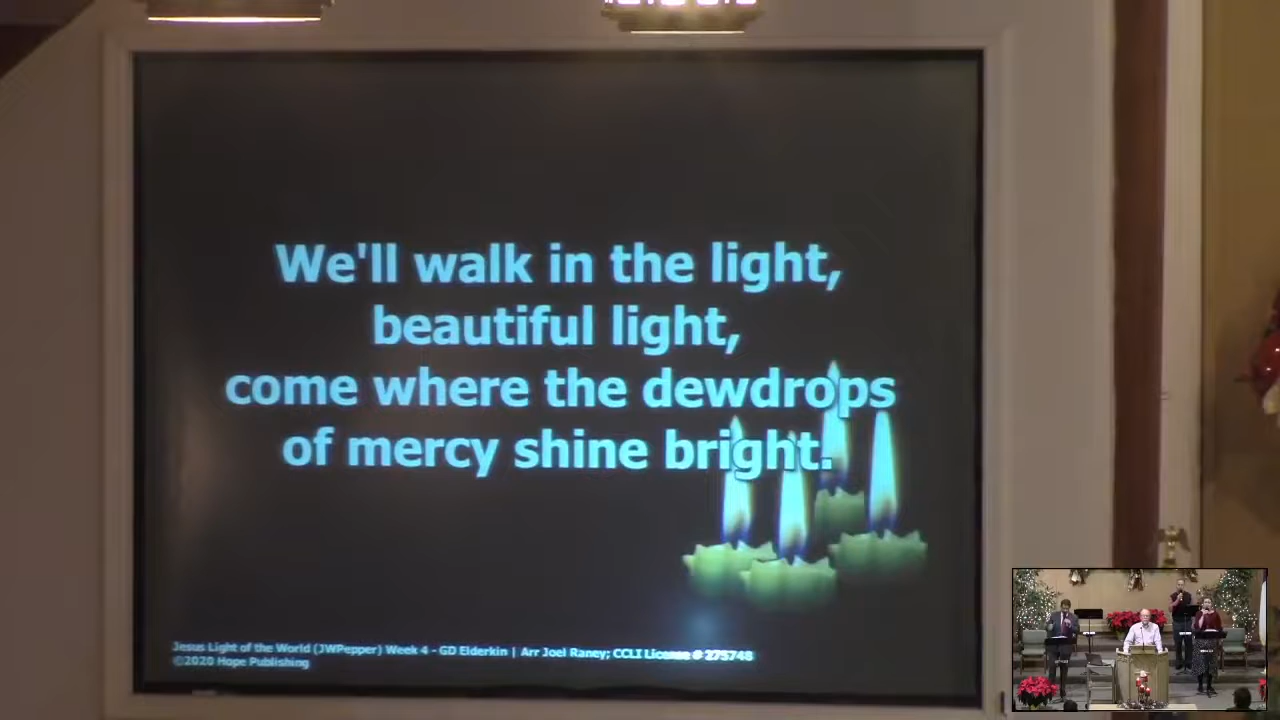 We'll walk in the light,
beautiful light,
come where the dewdrops
of mercy shine bright.
Jesus Light of the World (JWPepper) Week 4 - GD Elderkin | Arr Joel Raney; CCLI License # 275748
©2020 Hope Publishing